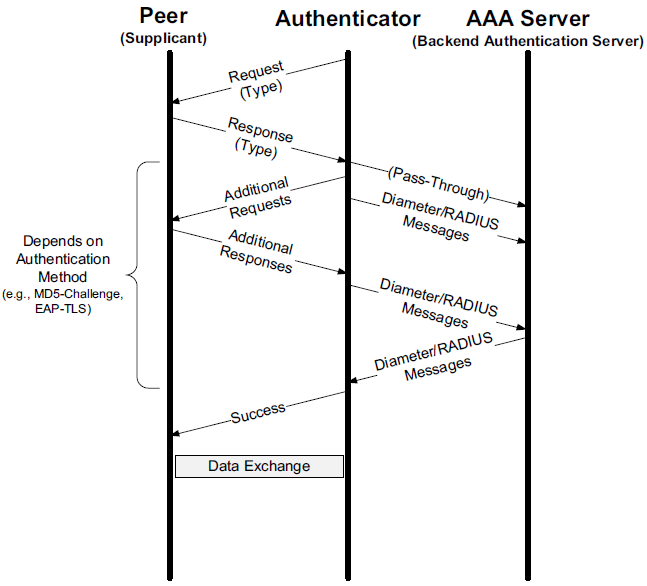 Peer
(Supplicant)
Authenticator
AAA Server
(Backend Authentication Server)
Request
(Type)
Response
(Type)
(Pass-Through)
Additional
Requests
Diameter/RADIUS
Messages
Additional
Responses
Depends on
Authentication
Method
(e.g., MD5-Challenge,
EAP-TLS)
Diameter/RADIUS
Messages
Diameter/RADIUS
Messages
Success
Data Exchange